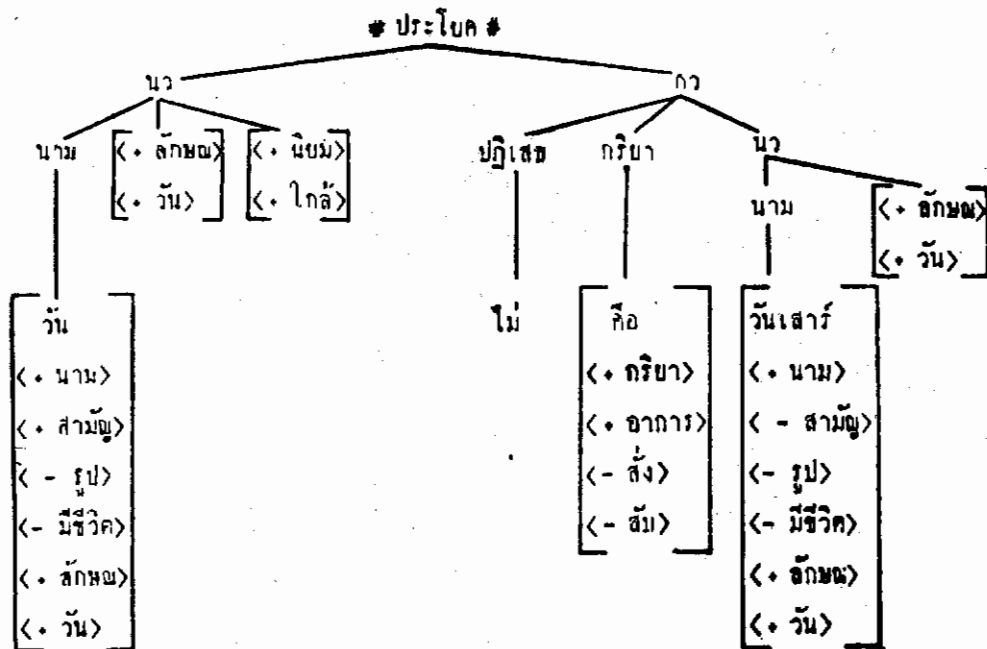 # ประโยค #
นว กว
นาม <+ ลักษณ> <+ นิยม> ปฏิเสธ กริยา นว
<+ วัน> <+ ใกล้> นาม <+ ลักษณ>
<+ วัน>
วัน ไม่ คือ วันเสาร์
<+ นาม> <+ กริยา> <+ นาม>
<+ สามัญ> <+ อาการ> <- สามัญ>
<- รูป> <- สั่ง> <- รูป>
<- มีชีวิต> <- สัม> <- มีชีวิต>
<+ ลักษณ> <+ ลักษณ>
<+ วัน> <+ วัน>